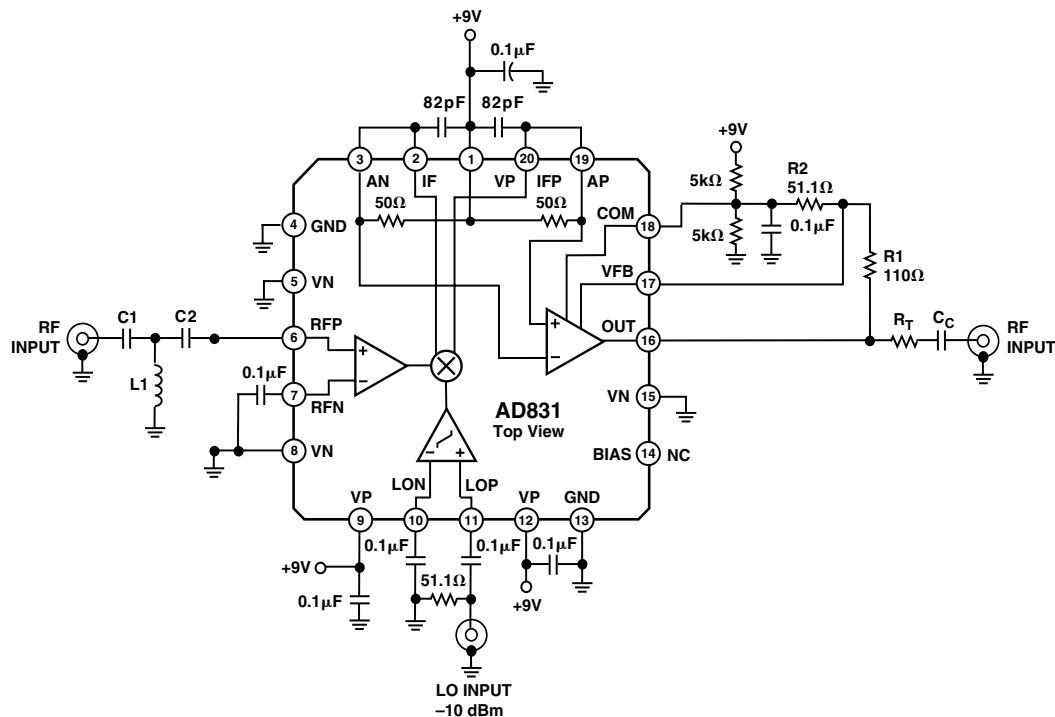 +9V
0.1µF
82pF 82pF
3 2 1 20 19
AN IF VP IFP AP
50Ω 50Ω
+9V
5kΩ
R2
51.1Ω
COM 18
5kΩ
0.1µF
4 GND
VFB 17
R1
110Ω
5 VN
C1 C2
RF
INPUT
6 RFP
+
−
+
−
OUT 16
RT CC
RF
INPUT
L1
0.1µF
7 RFN
VN 15
AD831
Top View
8 VN
BIAS 14 NC
− +
LON LOP
VP VP GND
9 10 11 12 13
0.1µF 0.1µF 0.1µF
+9V
51.1Ω
+9V
0.1µF
LO INPUT
–10 dBm